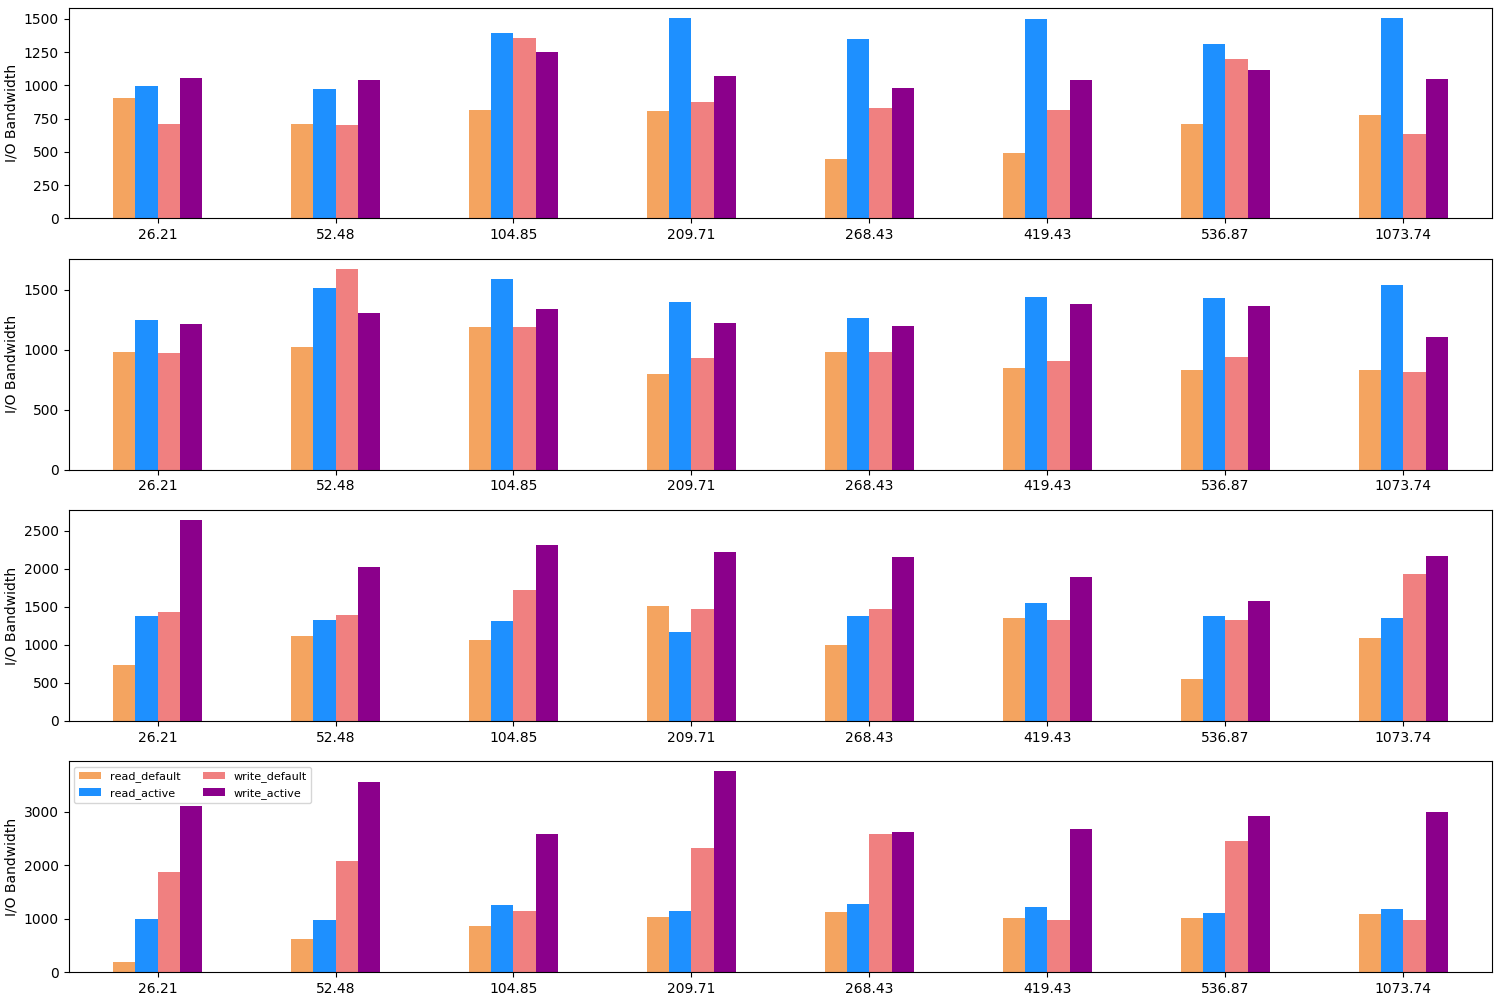 I/O Bandwidth
1500
1250
1000
750
500
250
0
26.21 52.48 104.85 209.71 268.43 419.43 536.87 1073.74
I/O Bandwidth
1500
1000
500
0
26.21 52.48 104.85 209.71 268.43 419.43 536.87 1073.74
I/O Bandwidth
2500
2000
1500
1000
500
0
26.21 52.48 104.85 209.71 268.43 419.43 536.87 1073.74
I/O Bandwidth
read_default write_default
read_active write_active
3000
2000
1000
0
26.21 52.48 104.85 209.71 268.43 419.43 536.87 1073.74